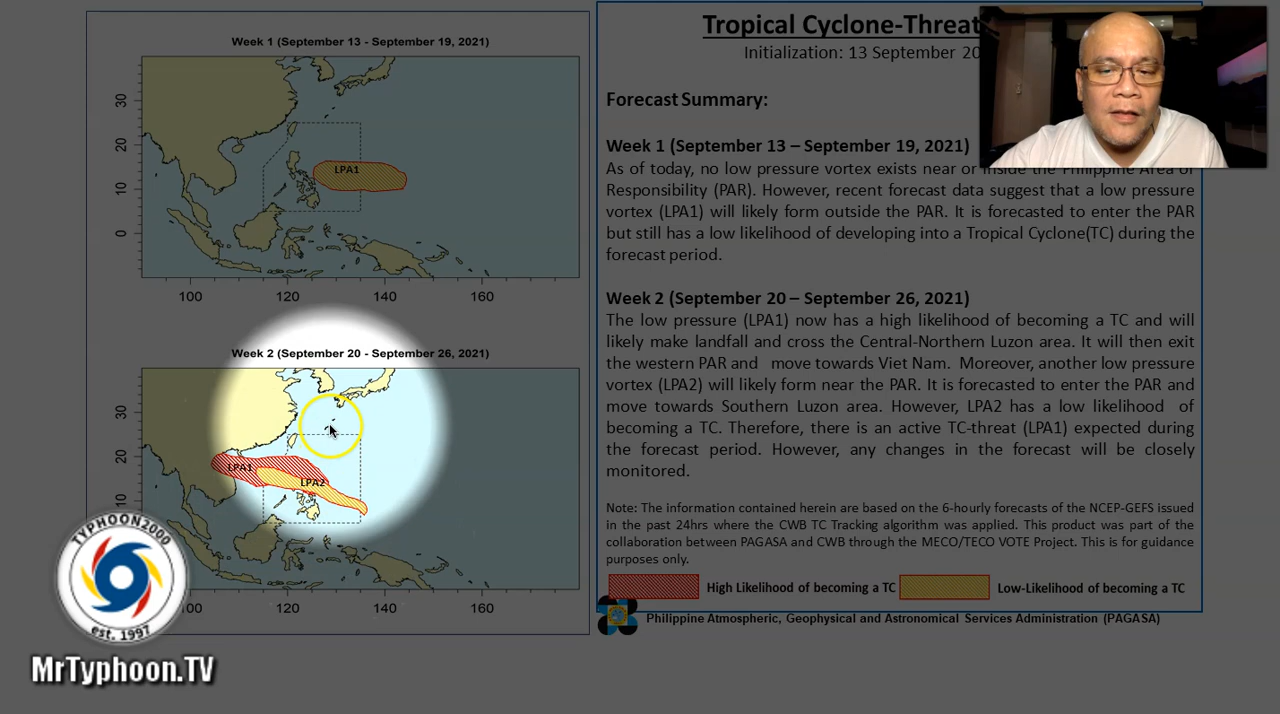 Week 1 (September 13 - September 19, 2021)
30
20
10
0
LPA1
100
120
140
160
Week 2 (September 20 - September 26, 2021)
30
20
10
LPA1
LPA2
00
120
140
160
TYPHOON2000
est. 1997
MrTyphoon.TV
Tropical Cyclone-Threat
Initialization: 13 September 20
Forecast Summary:
Week 1 (September 13 – September 19, 2021)
As of today, no low pressure vortex exists near or inside the Philippine Area of
Responsibility (PAR). However, recent forecast data suggest that a low pressure
vortex (LPA1) will likely form outside the PAR. It is forecasted to enter the PAR
but still has a low likelihood of developing into a Tropical Cyclone(TC) during the
forecast period.
Week 2 (September 20 – September 26, 2021)
The low pressure (LPA1) now has a high likelihood of becoming a TC and will
likely make landfall and cross the Central-Northern Luzon area. It will then exit
the western PAR and move towards Viet Nam. Moreover, another low pressure
vortex (LPA2) will likely form near the PAR. It is forecasted to enter the PAR and
move towards Southern Luzon area. However, LPA2 has a low likelihood of
becoming a TC. Therefore, there is an active TC-threat (LPA1) expected during
the forecast period. However, any changes in the forecast will be closely
monitored.
Note: The information contained herein are based on the 6-hourly forecasts of the NCEP-GEFS issued
in the past 24hrs where the CWB TC Tracking algorithm was applied. This product was part of the
collaboration between PAGASA and CWB through the MECO/TECO VOTE Project. This is for guidance
purposes only.
High Likelihood of becoming a TC
Low-Likelihood of becoming a TC
Philippine Atmospheric, Geophysical and Astronomical Services Administration (PAGASA)